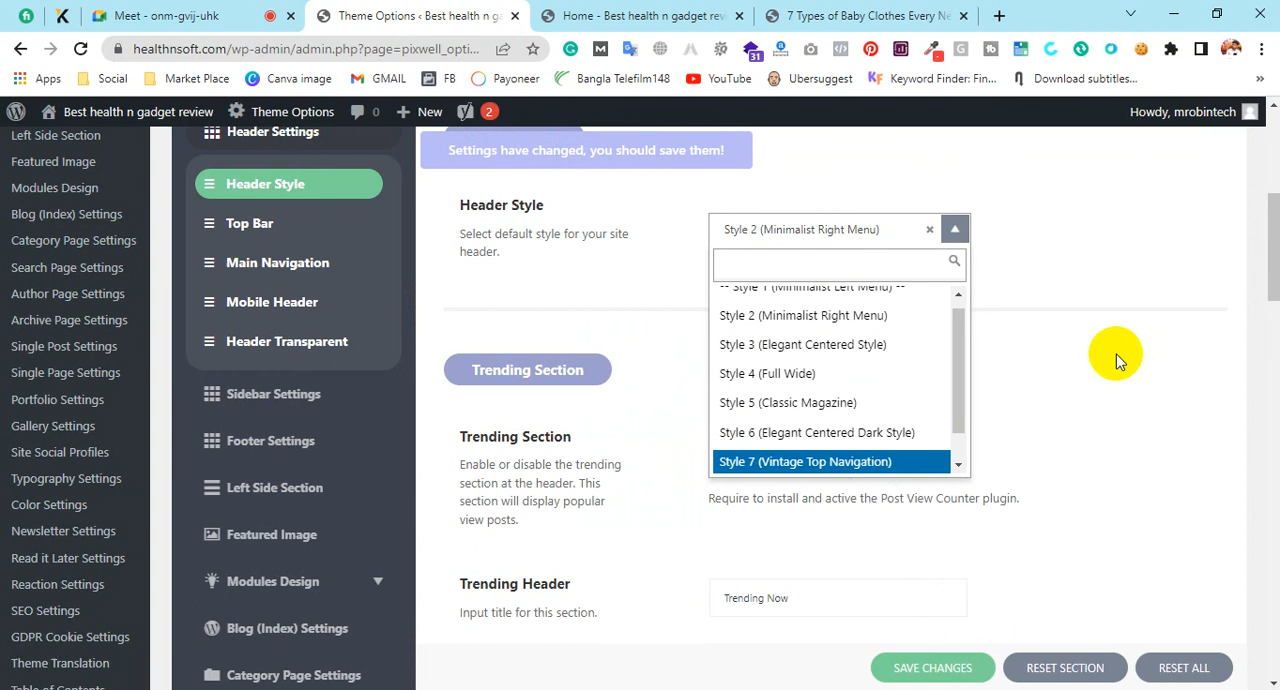 Meet - onm-gvij-uhk
Theme Options ‹ Best health n ga
Home - Best health n gadget rev
7 Types of Baby Clothes Every Ne
healthnsoft.com/wp-admin/admin.php?page=pixwell_opti...
31
Apps
Social
Market Place
Canva image
GMAIL
FB
Payoneer
Bangla Telefilm148
YouTube
Ubersuggest
Keyword Finder: Fin...
Download subtitles...
Best health n gadget review
Theme Options
0
New
2
Howdy, mrobintech
Left Side Section
Featured Image
Modules Design
Blog (Index) Settings
Category Page Settings
Search Page Settings
Author Page Settings
Archive Page Settings
Single Post Settings
Single Page Settings
Portfolio Settings
Gallery Settings
Site Social Profiles
Typography Settings
Color Settings
Newsletter Settings
Read it Later Settings
Reaction Settings
SEO Settings
GDPR Cookie Settings
Theme Translation
Table of Contents
Header Settings
Header Style
Top Bar
Main Navigation
Mobile Header
Header Transparent
Sidebar Settings
Footer Settings
Left Side Section
Featured Image
Modules Design
Blog (Index) Settings
Category Page Settings
Settings have changed, you should save them!
Header Style
Select default style for your site
header.
Style 2 (Minimalist Right Menu)
-- Style 1 (Minimalist Left Menu) --
Style 2 (Minimalist Right Menu)
Style 3 (Elegant Centered Style)
Style 4 (Full Wide)
Style 5 (Classic Magazine)
Style 6 (Elegant Centered Dark Style)
Style 7 (Vintage Top Navigation)
Trending Section
Trending Section
Enable or disable the trending
section at the header. This
section will display popular
view posts.
Require to install and active the Post View Counter plugin.
Trending Header
Input title for this section.
Trending Now
SAVE CHANGES
RESET SECTION
RESET ALL